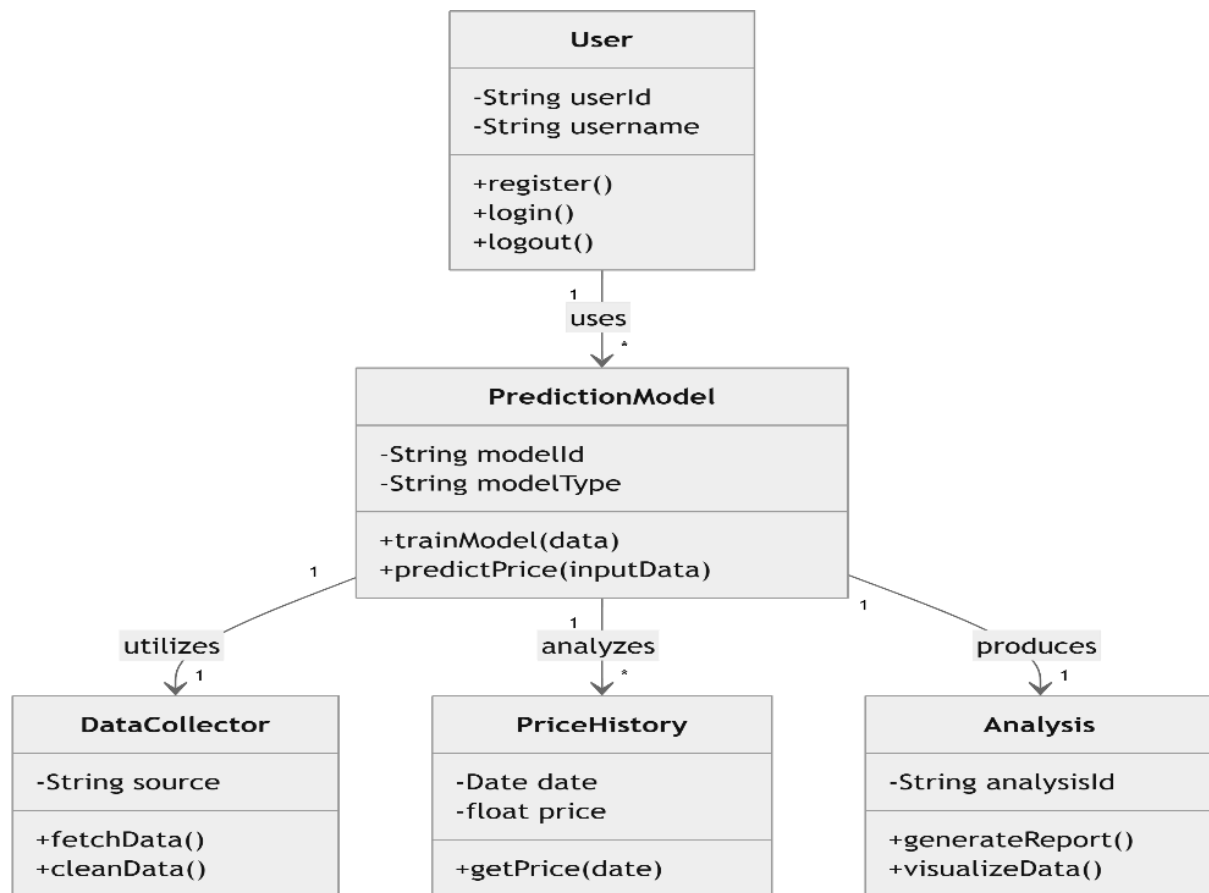 User
-String userId
-String username
+register()
+login()
+logout()
1
uses
*
PredictionModel
-String modelId
-String modelType
+trainModel(data)
+predictPrice(inputData)
1
1
1
utilizes
analyzes
produces
1
*
1
DataCollector
-String source
+fetchData()
+cleanData()
PriceHistory
-Date date
-float price
+getPrice(date)
Analysis
-String analysisId
+generateReport()
+visualizeData()